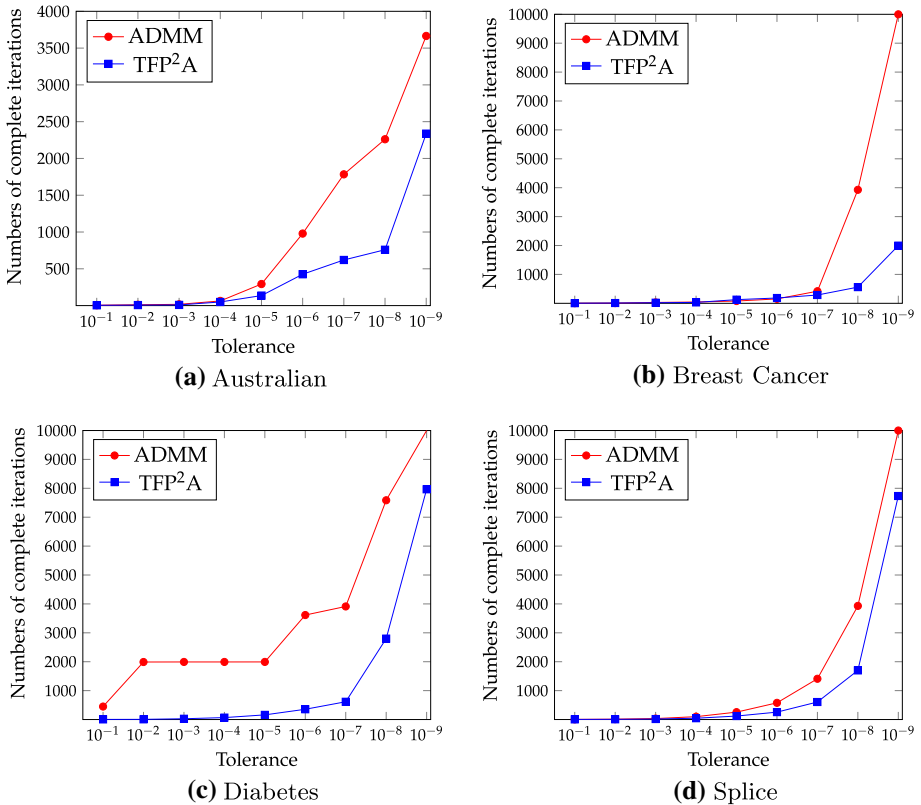 4000
3500
3000
2500
2000
1500
1000
500
Numbers of complete iterations
ADMM
TFP²A
10⁻¹ 10⁻² 10⁻³ 10⁻⁴ 10⁻⁵ 10⁻⁶ 10⁻⁷ 10⁻⁸ 10⁻⁹
Tolerance
(a) Australian
10000
9000
8000
7000
6000
5000
4000
3000
2000
1000
Numbers of complete iterations
ADMM
TFP²A
10⁻¹ 10⁻² 10⁻³ 10⁻⁴ 10⁻⁵ 10⁻⁶ 10⁻⁷ 10⁻⁸ 10⁻⁹
Tolerance
(b) Breast Cancer
10000
9000
8000
7000
6000
5000
4000
3000
2000
1000
Numbers of complete iterations
ADMM
TFP²A
10⁻¹ 10⁻² 10⁻³ 10⁻⁴ 10⁻⁵ 10⁻⁶ 10⁻⁷ 10⁻⁸ 10⁻⁹
Tolerance
(c) Diabetes
10000
9000
8000
7000
6000
5000
4000
3000
2000
1000
Numbers of complete iterations
ADMM
TFP²A
10⁻¹ 10⁻² 10⁻³ 10⁻⁴ 10⁻⁵ 10⁻⁶ 10⁻⁷ 10⁻⁸ 10⁻⁹
Tolerance
(d) Splice